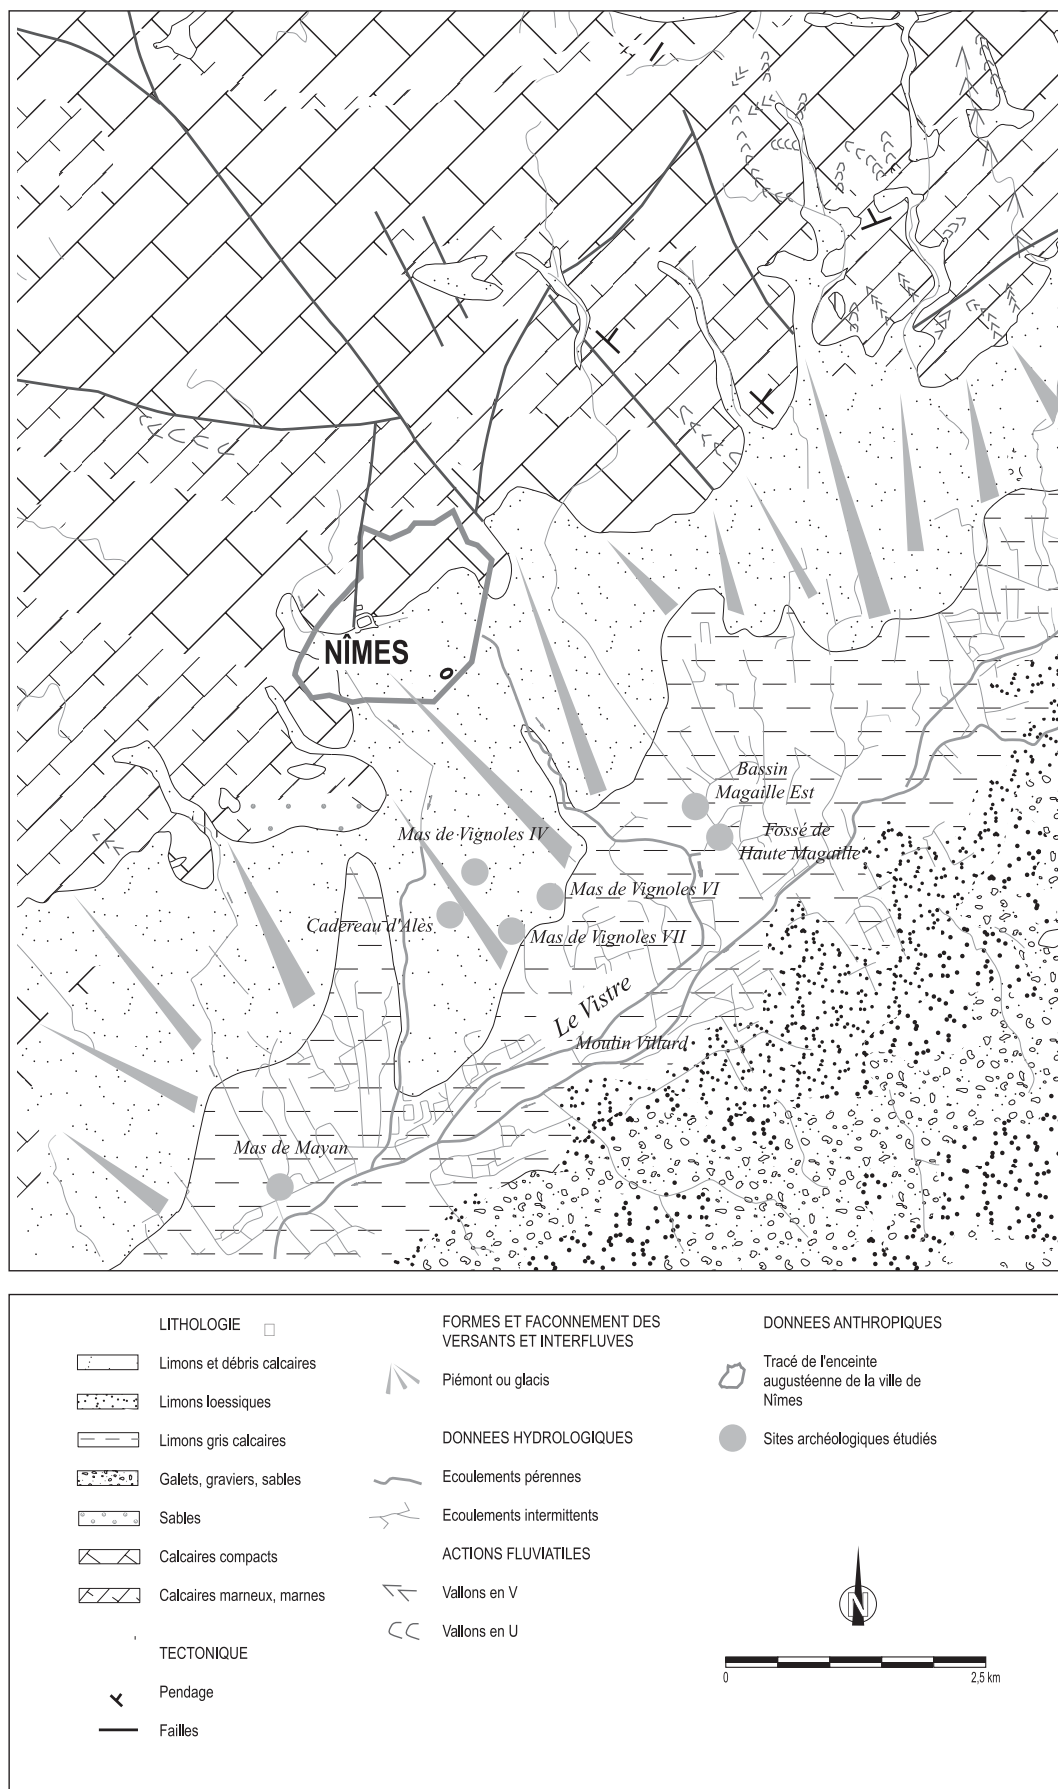 NÎMES
Bassin
Magaille Est
Mas de Vignoles IV
Fossé de
Haute Magaille
Mas de Vignoles VI
Cadereau d'Alès
Mas de Vignoles VII
Le Vistre
Moulin Villard
Mas de Mayan
LITHOLOGIE
Limons et débris calcaires
Limons loessiques
Limons gris calcaires
Galets, graviers, sables
Sables
Calcaires compacts
Calcaires marneux, marnes
TECTONIQUE
Pendage
Failles
FORMES ET FACONNEMENT DES
VERSANTS ET INTERFLUVES
Piémont ou glacis
DONNEES HYDROLOGIQUES
Ecoulements pérennes
Ecoulements intermittents
ACTIONS FLUVIATILES
Vallons en V
Vallons en U
DONNEES ANTHROPIQUES
Tracé de l'enceinte
augustéenne de la ville de
Nîmes
Sites archéologiques étudiés
N
0 2,5 km